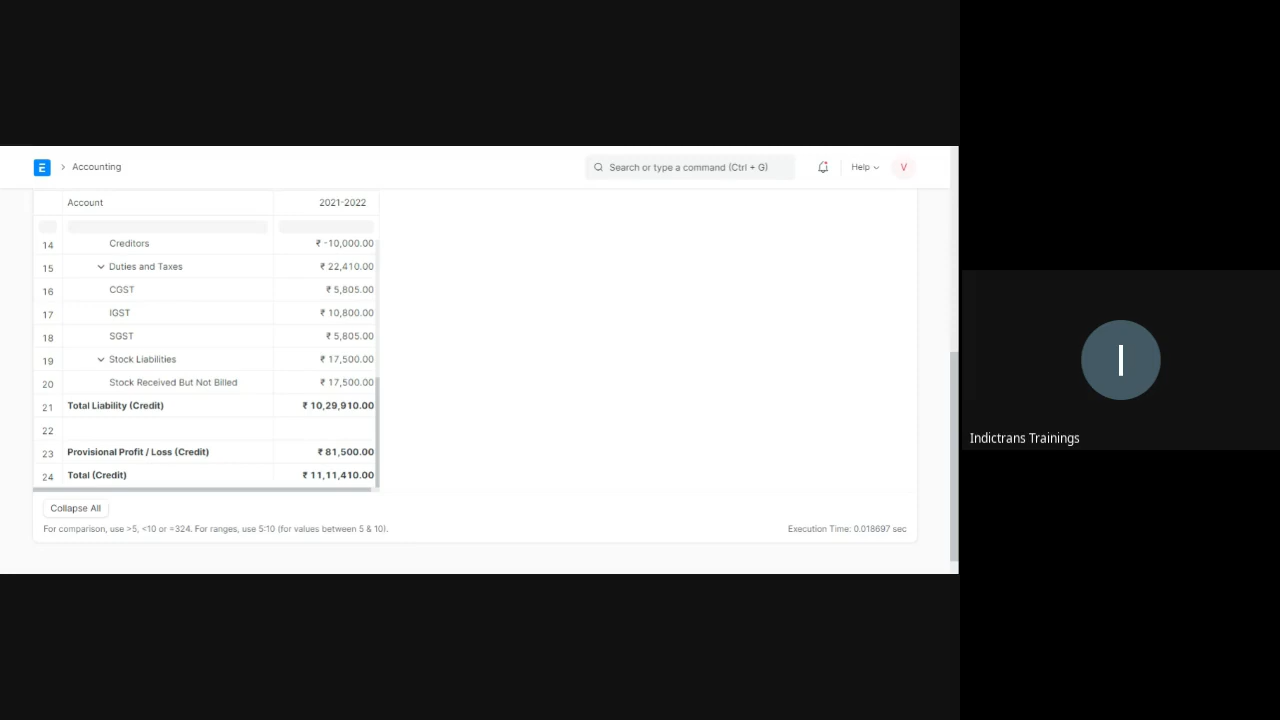 E > Accounting Search or type a command (Ctrl + G) Help V
Account 2021-2022
14 Creditors ₹ -10,000.00
15 Duties and Taxes ₹ 22,410.00
16 CGST ₹ 5,805.00
17 IGST ₹ 10,800.00
18 SGST ₹ 5,805.00
19 Stock Liabilities ₹ 17,500.00
20 Stock Received But Not Billed ₹ 17,500.00
21 Total Liability (Credit) ₹ 10,29,910.00
22
23 Provisional Profit / Loss (Credit) ₹ 81,500.00
24 Total (Credit) ₹ 11,11,410.00
Collapse All
For comparison, use >5, <10 or =324. For ranges, use 5:10 (for values between 5 & 10). Execution Time: 0.018697 sec
I
Indictrans Trainings